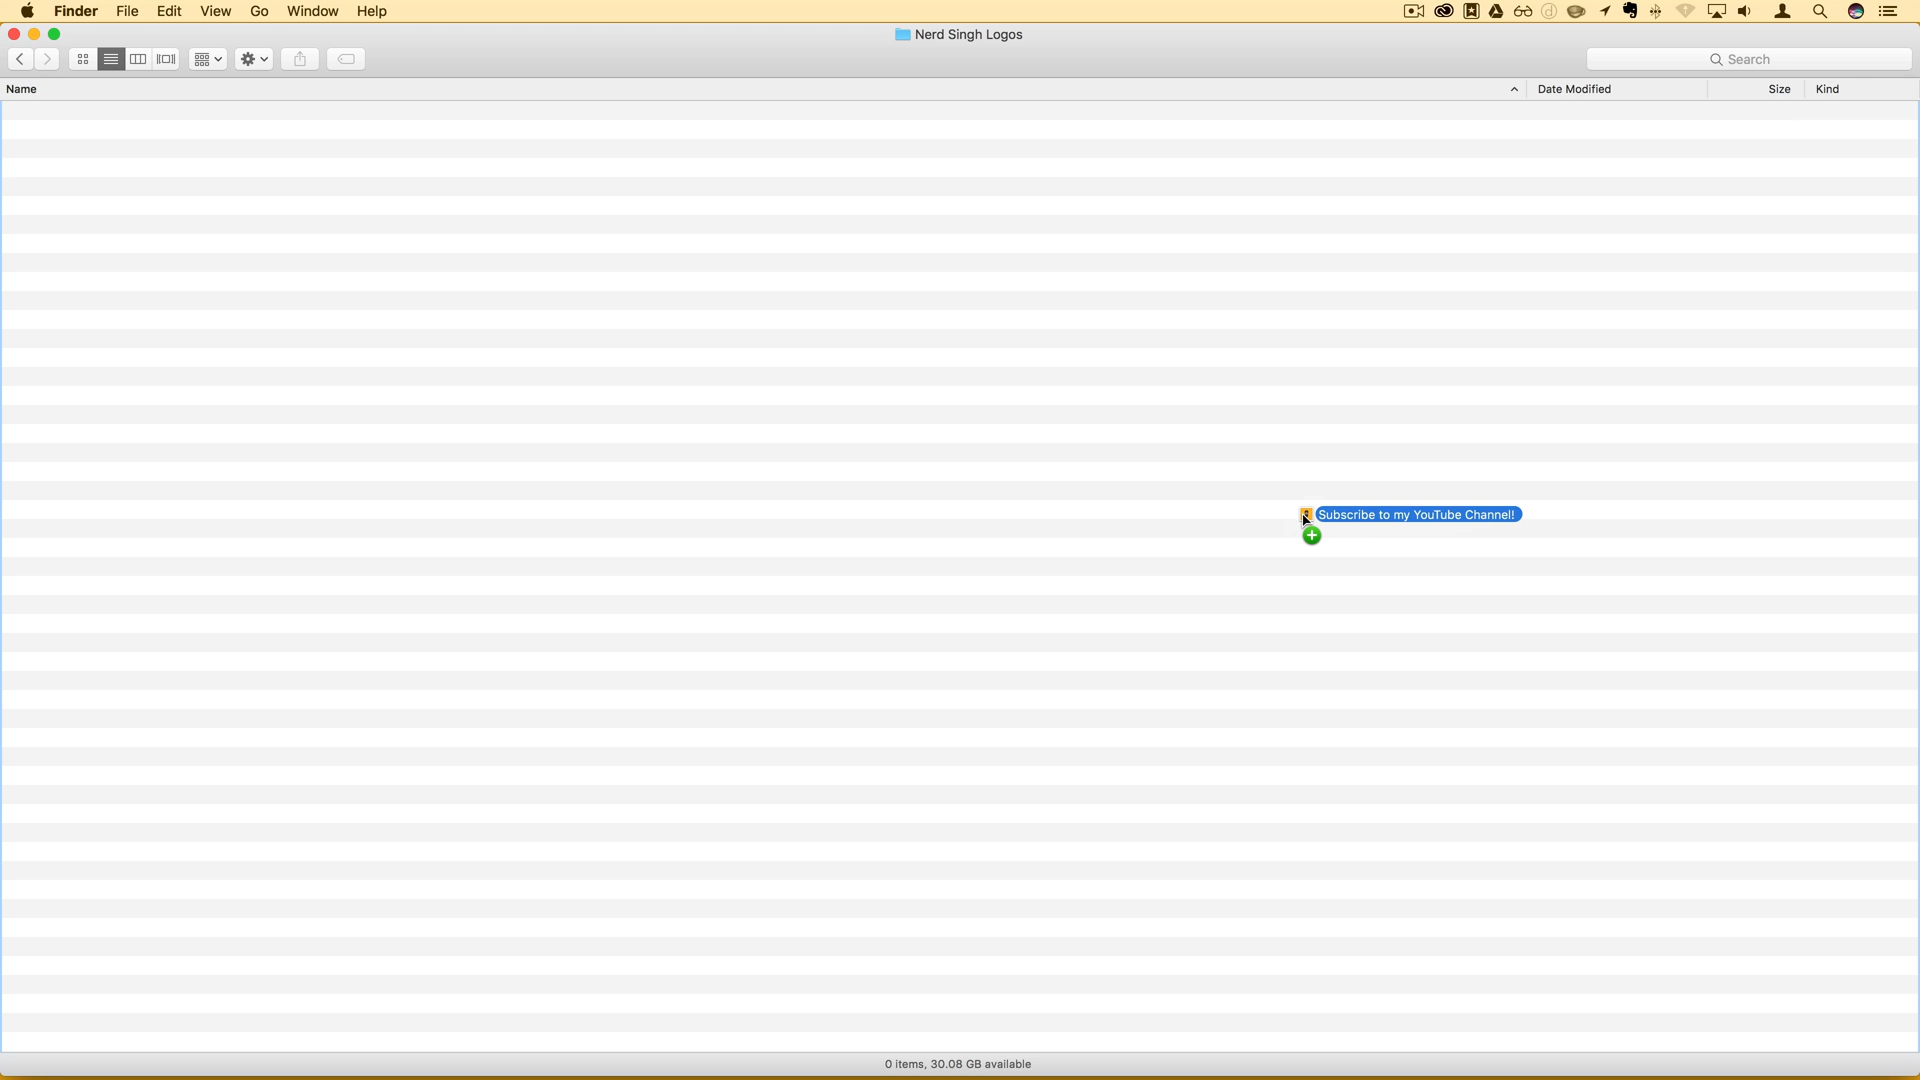 Finder File Edit View Go Window Help
Nerd Singh Logos
Search
Name Date Modified Size Kind
Subscribe to my YouTube Channel!
0 items, 30.08 GB available